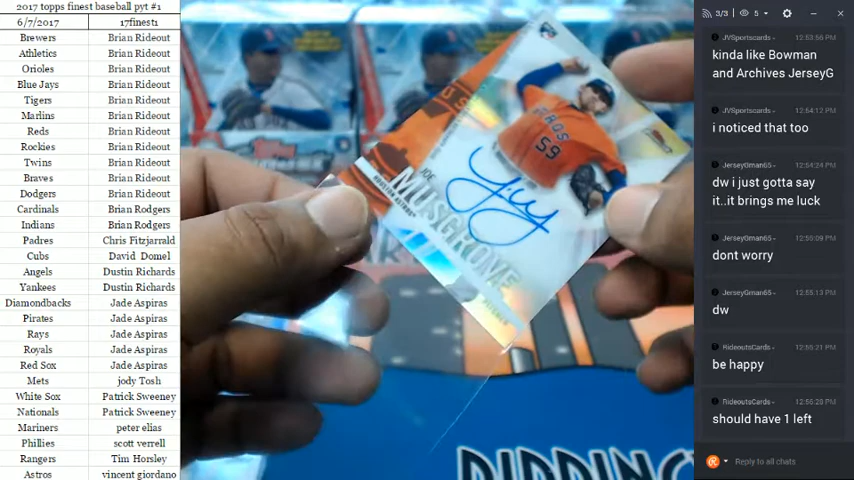 2017 topps finest baseball pyt #1
6/7/2017 17finest1
Brewers Brian Rideout
Athletics Brian Rideout
Orioles Brian Rideout
Blue Jays Brian Rideout
Tigers Brian Rideout
Marlins Brian Rideout
Reds Brian Rideout
Rockies Brian Rideout
Twins Brian Rideout
Braves Brian Rideout
Dodgers Brian Rideout
Cardinals Brian Rodgers
Indians Brian Rodgers
Padres Chris Fitzjarrald
Cubs David Domel
Angels Dustin Richards
Yankees Dustin Richards
Diamondbacks Jade Aspiras
Pirates Jade Aspiras
Rays Jade Aspiras
Royals Jade Aspiras
Red Sox Jade Aspiras
Mets jody Tosh
White Sox Patrick Sweeney
Nationals Patrick Sweeney
Mariners peter elias
Phillies scott verrell
Rangers Tim Horsley
Astros vincent giordano
59
JOE
MUSGROVE
HOUSTON ASTROS
PITCHER
3/3 5
JVSportscards 12:53:56 PM
kinda like Bowman
and Archives JerseyG
JVSportscards 12:54:12 PM
i noticed that too
JerseyGman65 12:54:24 PM
dw i just gotta say
it..it brings me luck
JerseyGman65 12:55:09 PM
dont worry
JerseyGman65 12:55:13 PM
dw
RideoutsCards 12:55:21 PM
be happy
RideoutsCards 12:56:20 PM
should have 1 left
Reply to all chats